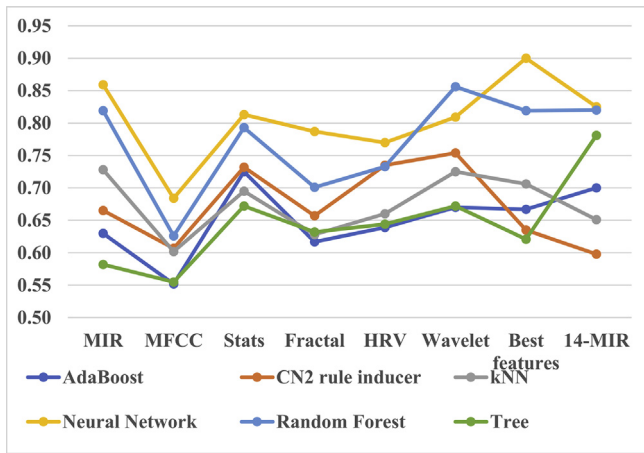 0.95
0.90
0.85
0.80
0.75
0.70
0.65
0.60
0.55
0.50
MIR MFCC Stats Fractal HRV Wavelet Best 14-MIR
features
AdaBoost CN2 rule inducer kNN
Neural Network Random Forest Tree